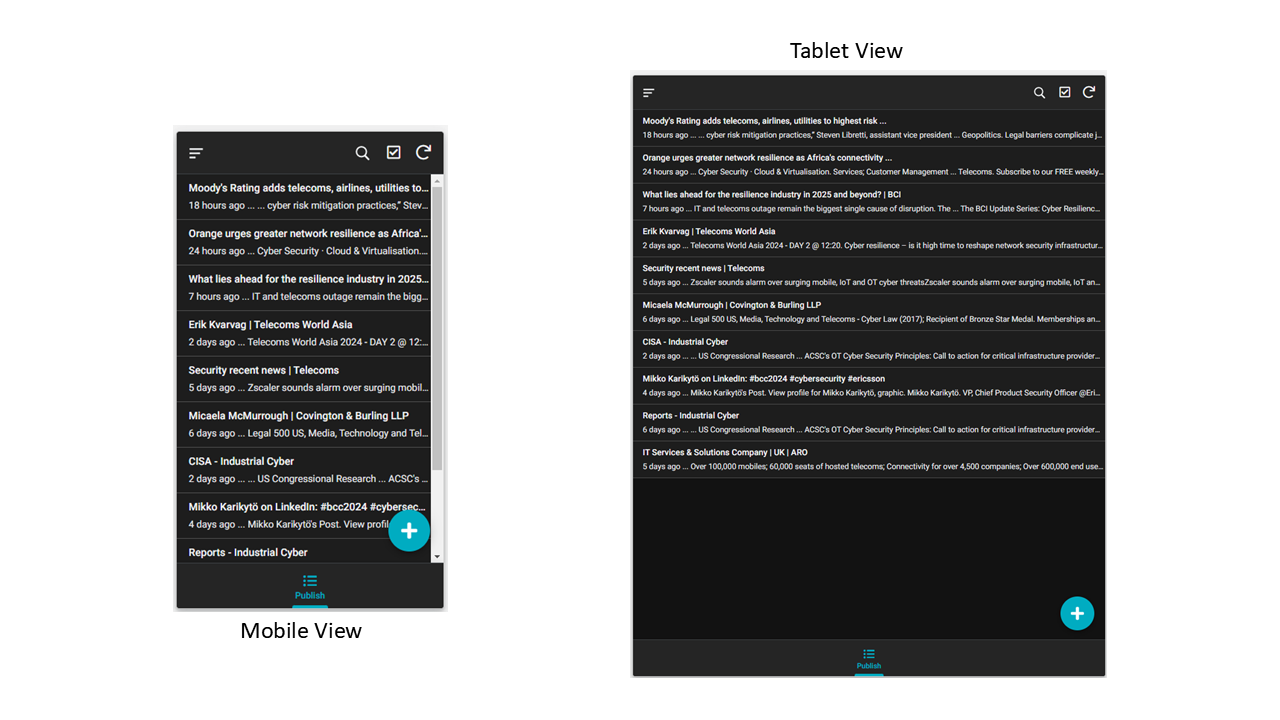 Tablet View
Moody's Rating adds telecoms, airlines, utilities to...
18 hours ago ... ... cyber risk mitigation practices,” Stev...
Orange urges greater network resilience as Africa'...
24 hours ago ... Cyber Security · Cloud & Virtualisation....
What lies ahead for the resilience industry in 2025...
7 hours ago ... IT and telecoms outage remain the bigg...
Erik Kvarvag | Telecoms World Asia
2 days ago ... Telecoms World Asia 2024 - DAY 2 @ 12:...
Security recent news | Telecoms
5 days ago ... Zscaler sounds alarm over surging mobil...
Micaela McMurrough | Covington & Burling LLP
6 days ago ... Legal 500 US, Media, Technology and Tel...
CISA - Industrial Cyber
2 days ago ... ... US Congressional Research ... ACSC's ...
Mikko Karikytö on LinkedIn: #bcc2024 #cybersec...
4 days ago ... Mikko Karikytö's Post. View profil
Reports - Industrial Cyber
Publish
Mobile View
Moody's Rating adds telecoms, airlines, utilities to highest risk ...
18 hours ago ... ... cyber risk mitigation practices,” Steven Libretti, assistant vice president ... Geopolitics. Legal barriers complicate j...
Orange urges greater network resilience as Africa's connectivity ...
24 hours ago ... Cyber Security · Cloud & Virtualisation. Services; Customer Management ... Telecoms. Subscribe to our FREE weekly...
What lies ahead for the resilience industry in 2025 and beyond? | BCI
7 hours ago ... IT and telecoms outage remain the biggest single cause of disruption. The ... The BCI Update Series: Cyber Resilienc...
Erik Kvarvag | Telecoms World Asia
2 days ago ... Telecoms World Asia 2024 - DAY 2 @ 12:20. Cyber resilience – is it high time to reshape network security infrastructur...
Security recent news | Telecoms
5 days ago ... Zscaler sounds alarm over surging mobile, IoT and OT cyber threatsZscaler sounds alarm over surging mobile, IoT an...
Micaela McMurrough | Covington & Burling LLP
6 days ago ... Legal 500 US, Media, Technology and Telecoms - Cyber Law (2017); Recipient of Bronze Star Medal. Memberships an...
CISA - Industrial Cyber
2 days ago ... ... US Congressional Research ... ACSC's OT Cyber Security Principles: Call to action for critical infrastructure provider...
Mikko Karikytö on LinkedIn: #bcc2024 #cybersecurity #ericsson
4 days ago ... Mikko Karikytö's Post. View profile for Mikko Karikytö, graphic. Mikko Karikytö. VP, Chief Product Security Officer @Eri...
Reports - Industrial Cyber
6 days ago ... ... US Congressional Research ... ACSC's OT Cyber Security Principles: Call to action for critical infrastructure provider...
IT Services & Solutions Company | UK | ARO
5 days ago ... Over 100,000 mobiles; 60,000 seats of hosted telecoms; Connectivity for over 4,500 companies; Over 600,000 end use...
Publish